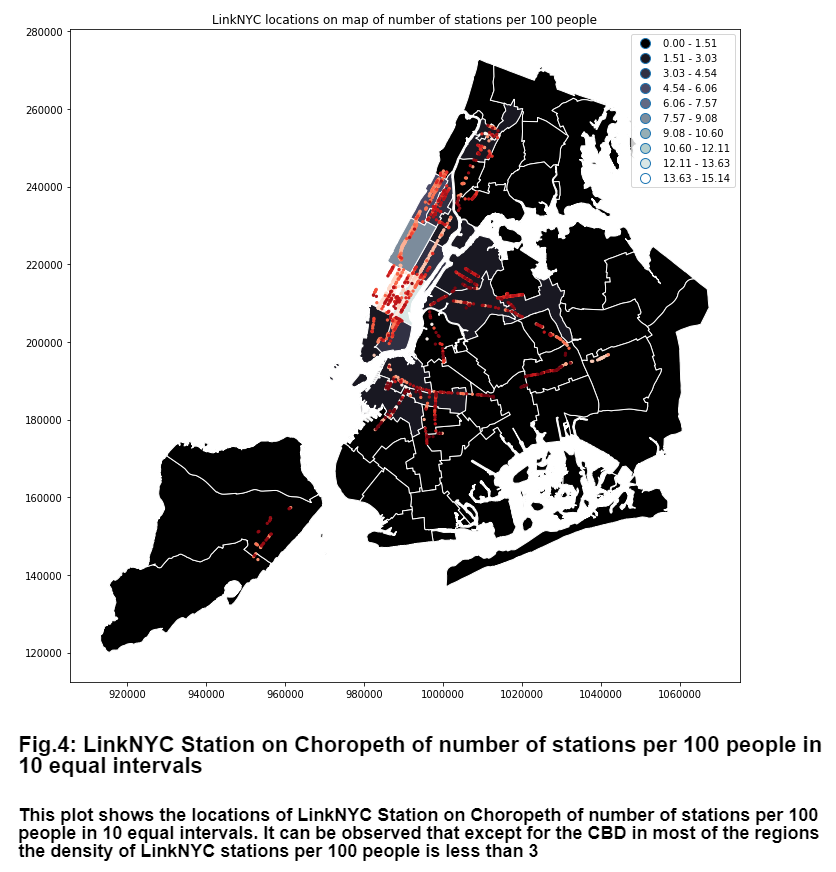 LinkNYC locations on map of number of stations per 100 people
280000
260000
240000
220000
200000
180000
160000
140000
120000
0.00 - 1.51
1.51 - 3.03
3.03 - 4.54
4.54 - 6.06
6.06 - 7.57
7.57 - 9.08
9.08 - 10.60
10.60 - 12.11
12.11 - 13.63
13.63 - 15.14
920000 940000 960000 980000 1000000 1020000 1040000 1060000
Fig.4: LinkNYC Station on Choropeth of number of stations per 100 people in
10 equal intervals
This plot shows the locations of LinkNYC Station on Choropeth of number of stations per 100
people in 10 equal intervals. It can be observed that except for the CBD in most of the regions
the density of LinkNYC stations per 100 people is less than 3